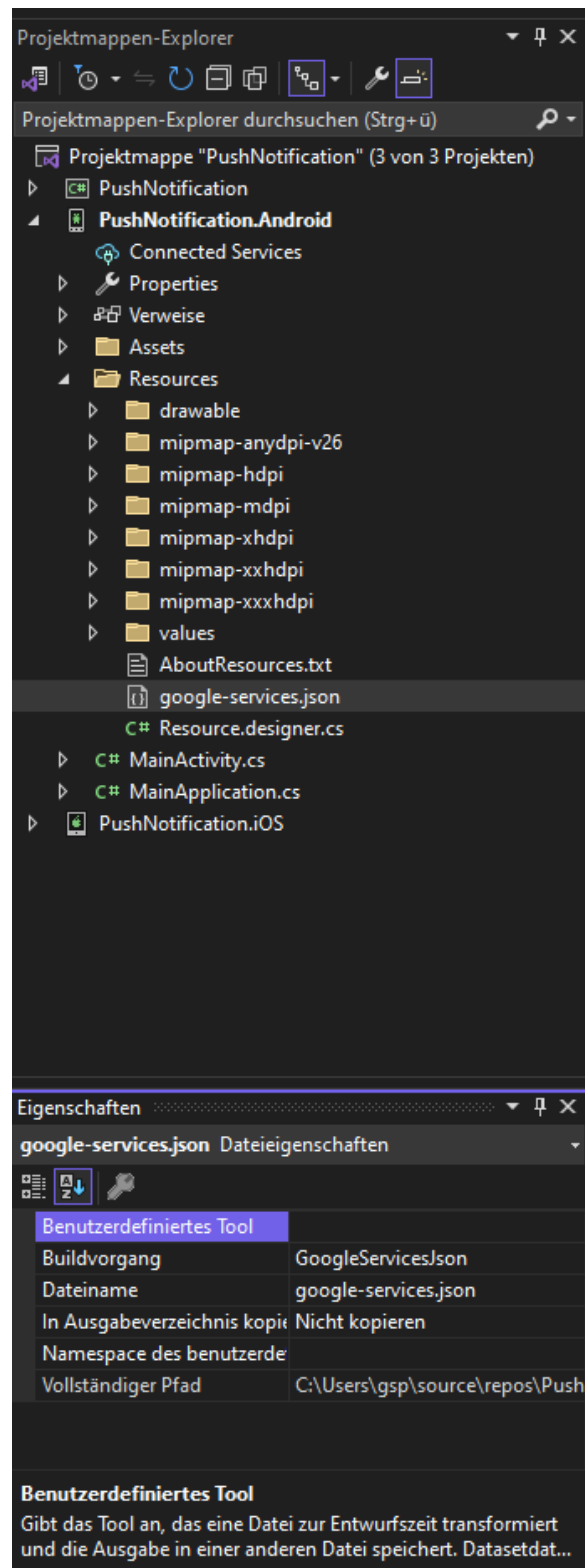 Projektmappen-Explorer
Projektmappen-Explorer durchsuchen (Strg+ü)
Projektmappe "PushNotification" (3 von 3 Projekten)
C# PushNotification
PushNotification.Android
Connected Services
Properties
Verweise
Assets
Resources
drawable
mipmap-anydpi-v26
mipmap-hdpi
mipmap-mdpi
mipmap-xhdpi
mipmap-xxhdpi
mipmap-xxxhdpi
values
AboutResources.txt
google-services.json
C# Resource.designer.cs
C# MainActivity.cs
C# MainApplication.cs
PushNotification.iOS
Eigenschaften
google-services.json Dateieigenschaften
Benutzerdefiniertes Tool
Buildvorgang GoogleServicesJson
Dateiname google-services.json
In Ausgabeverzeichnis kopie Nicht kopieren
Namespace des benutzerde
Vollständiger Pfad C:\Users\gsp\source\repos\Push
Benutzerdefiniertes Tool
Gibt das Tool an, das eine Datei zur Entwurfszeit transformiert
und die Ausgabe in einer anderen Datei speichert. Datasetdat...